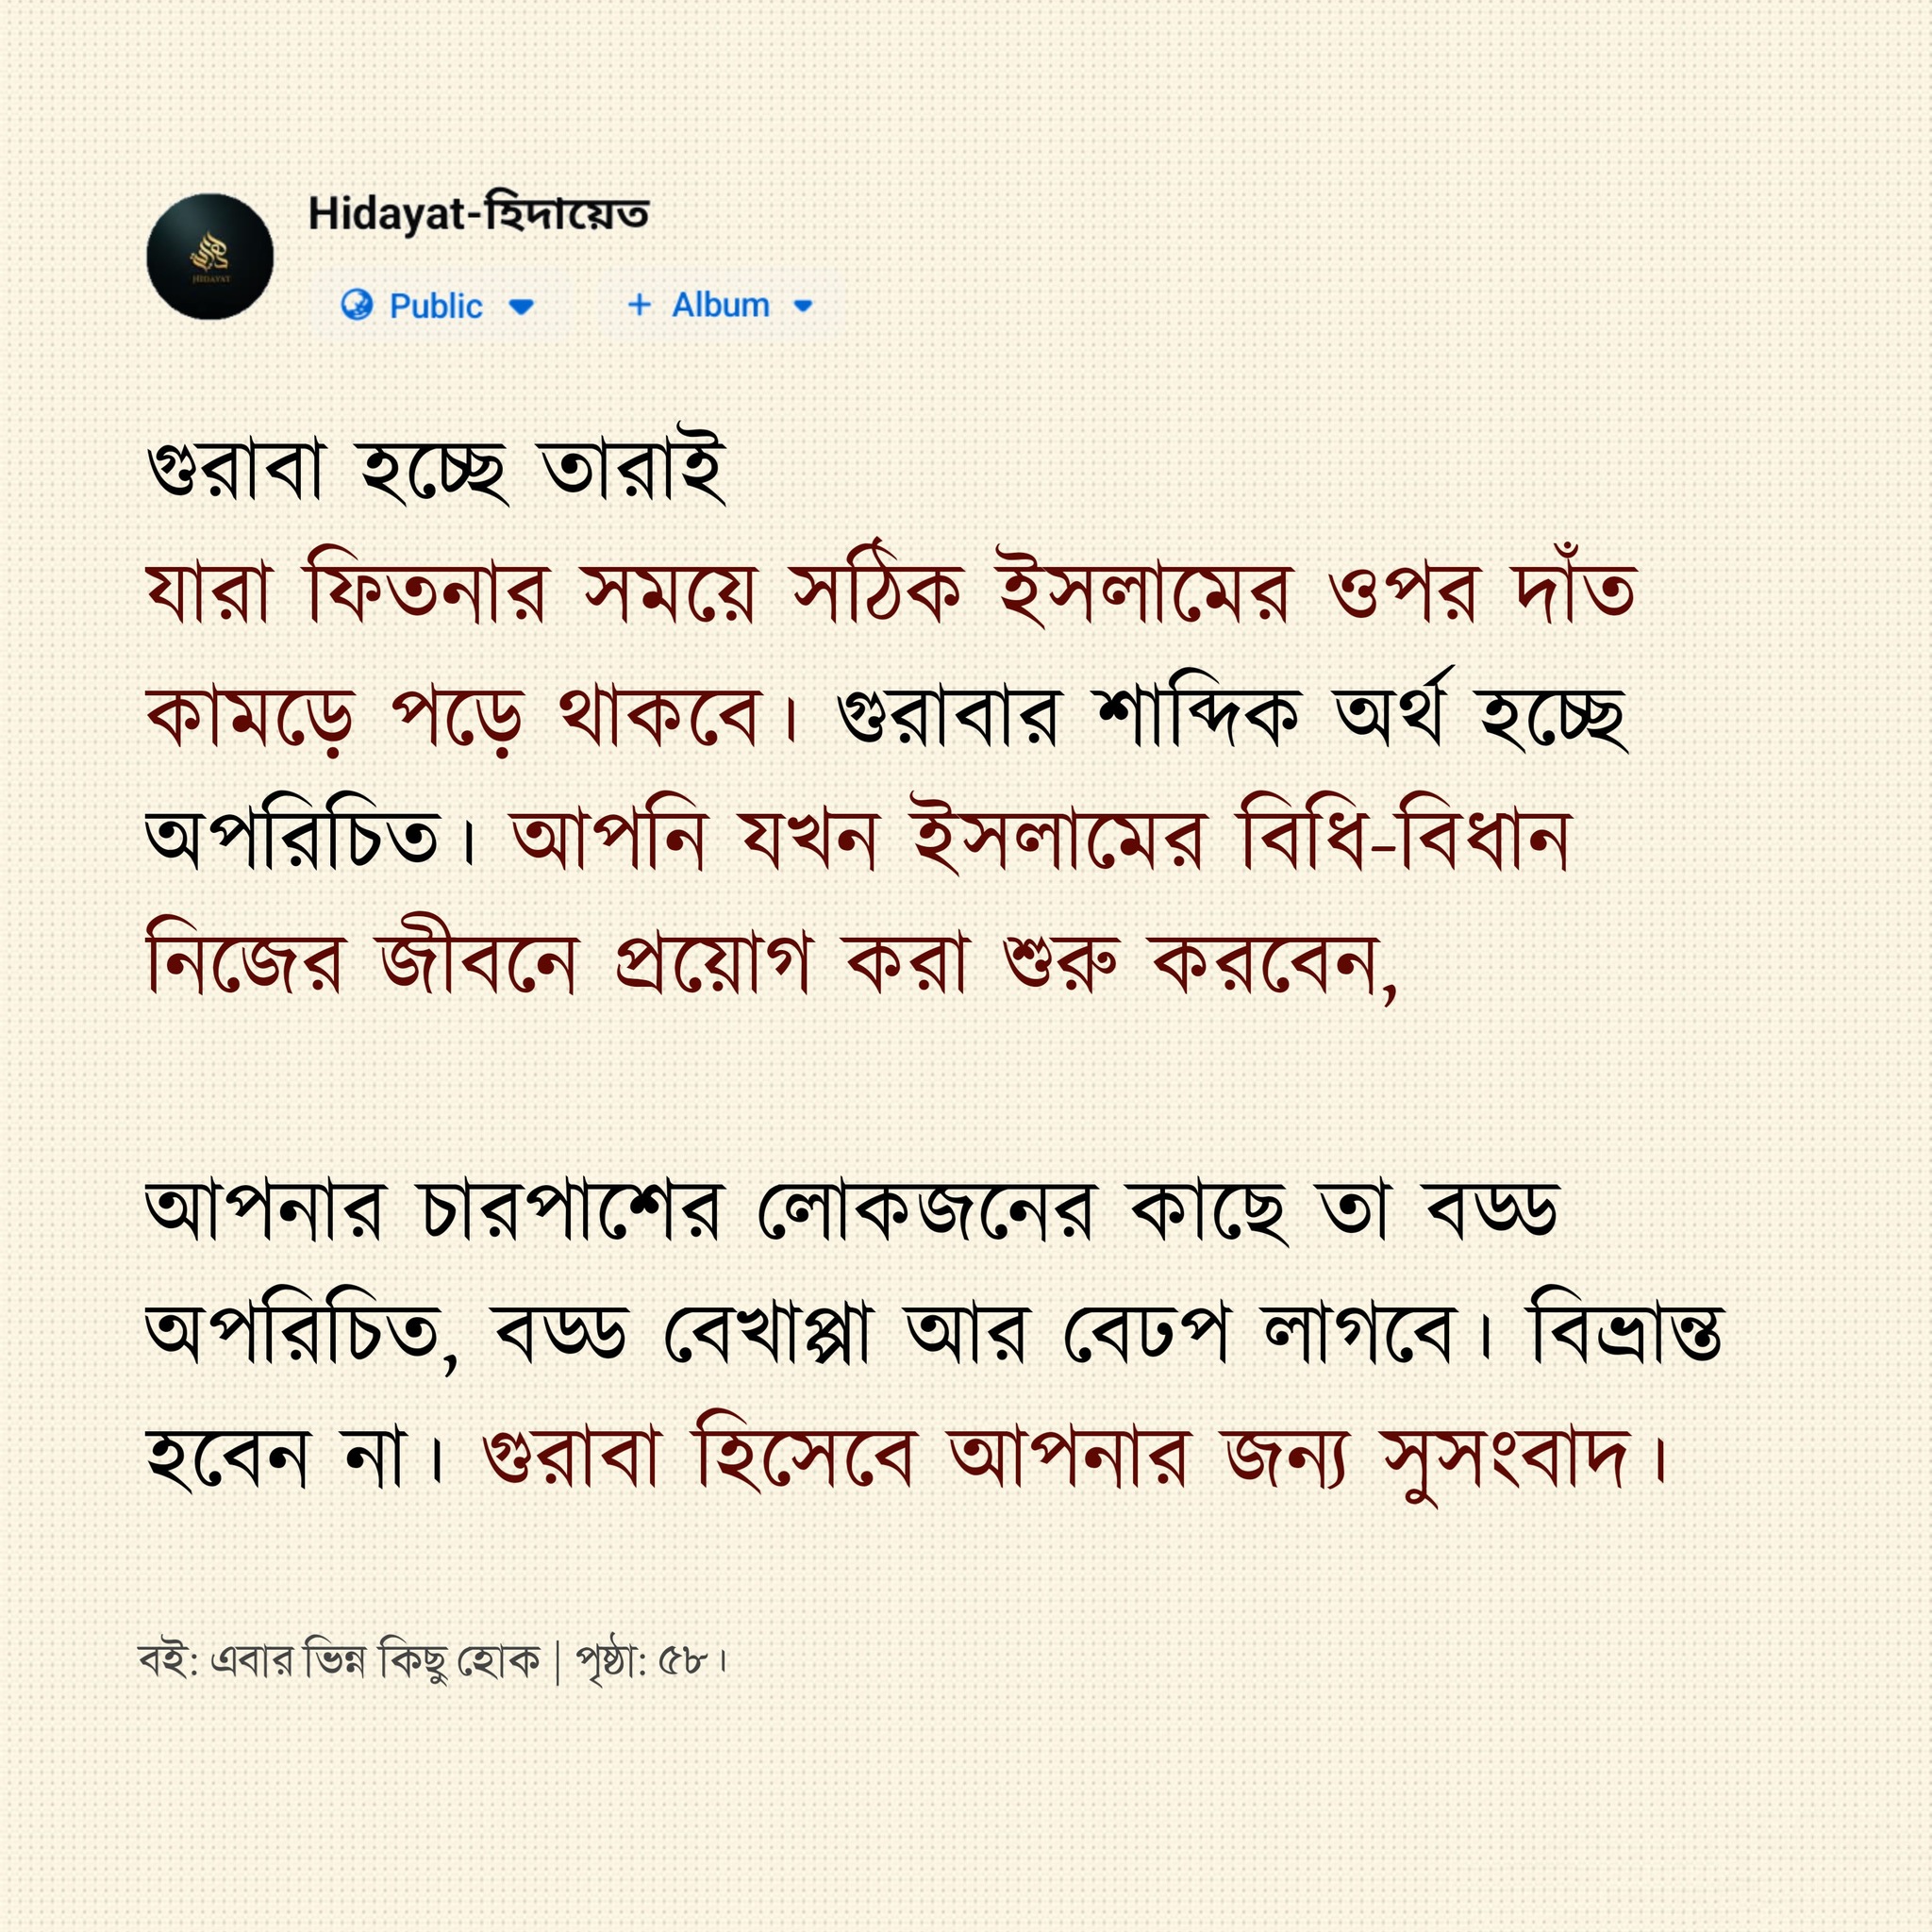 Hidayat-হিদায়েত
Public
+ Album
HIDAYAT
গুরাবা হচ্ছে তারাই
যারা ফিতনার সময়ে সঠিক ইসলামের ওপর দাঁত
কামড়ে পড়ে থাকবে। গুরাবার শাব্দিক অর্থ হচ্ছে
অপরিচিত। আপনি যখন ইসলামের বিধি-বিধান
নিজের জীবনে প্রয়োগ করা শুরু করবেন,
আপনার চারপাশের লোকজনের কাছে তা বড্ড
অপরিচিত, বড্ড বেখাপ্পা আর বেঢপ লাগবে। বিভ্রান্ত
হবেন না। গুরাবা হিসেবে আপনার জন্য সুসংবাদ।
বই: এবার ভিন্ন কিছু হোক | পৃষ্ঠা: ৫৮।